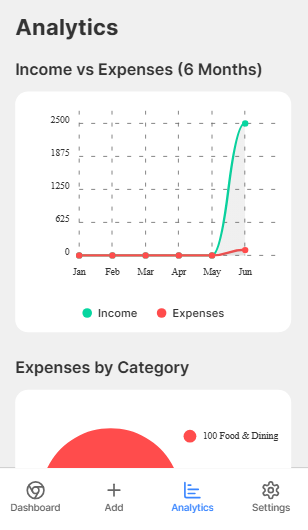 Analytics
Income vs Expenses (6 Months)
2500
1875
1250
625
0
Jan Feb Mar Apr May Jun
Income Expenses
Expenses by Category
100 Food & Dining
Dashboard Add Analytics Settings